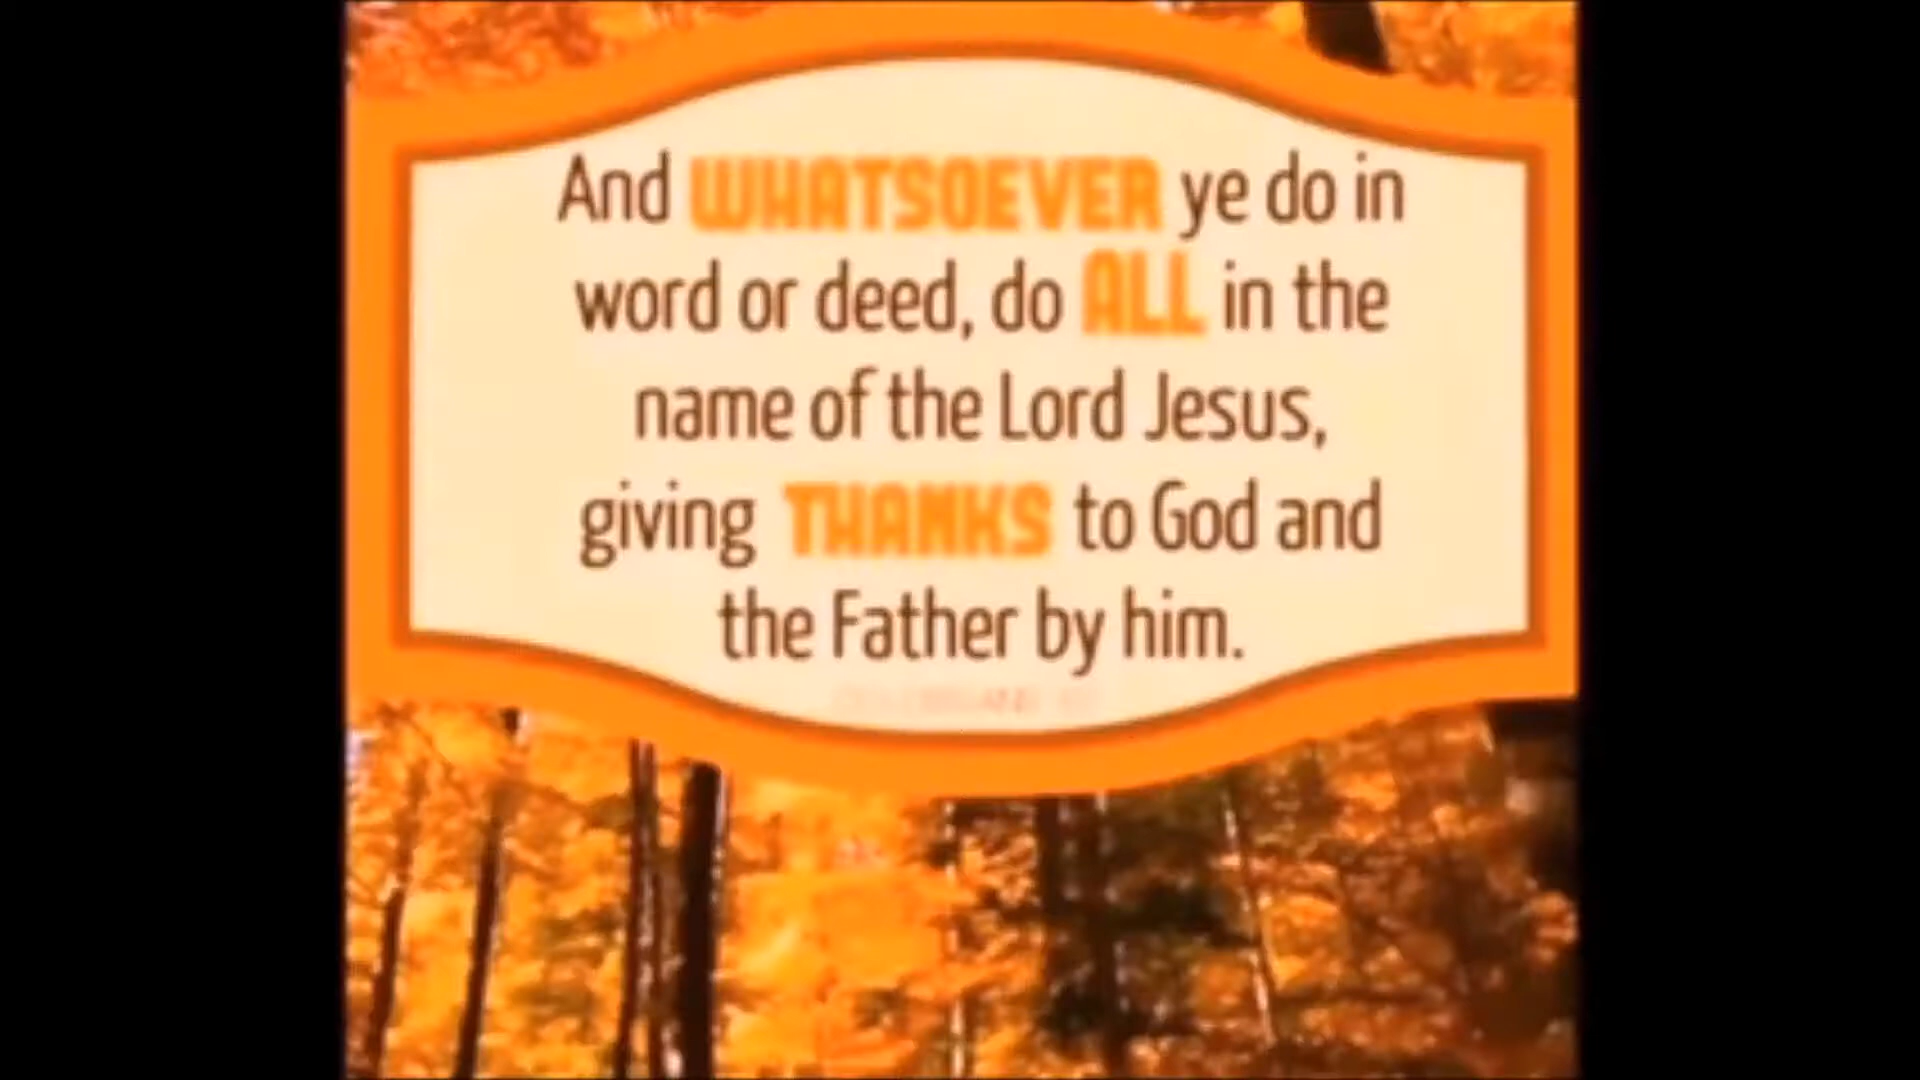 And WHATSOEVER ye do in
word or deed, do ALL in the
name of the Lord Jesus,
giving THANKS to God and
the Father by him.